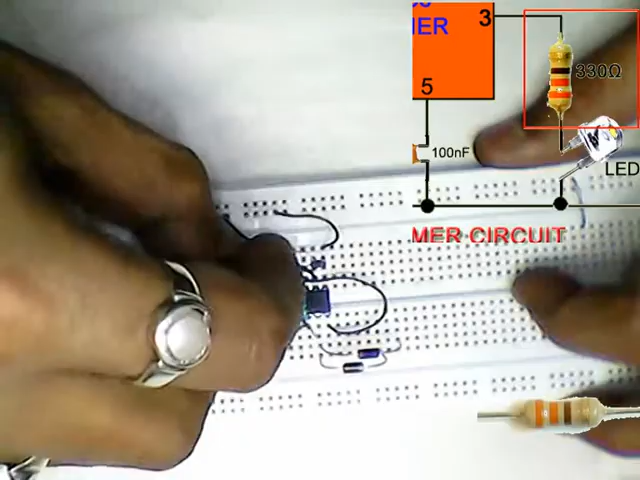 3
IER
5
330Ω
100nF
LED
MER CIRCUIT